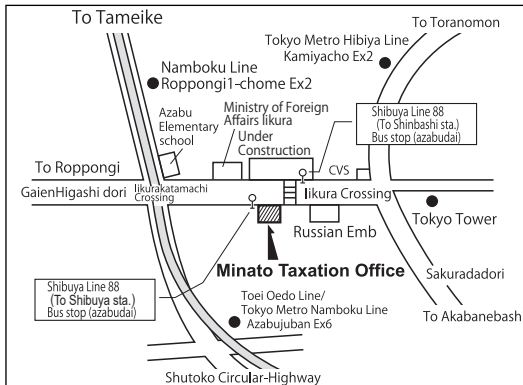 To Tameike
To Toranomon
Tokyo Metro Hibiya Line
Kamiyacho Ex2
Namboku Line
Roppongi1-chome Ex2
Ministry of Foreign
Affairs Iikura
Under
Construction
Azabu
Elementary
school
Shibuya Line 88
(To Shinbashi sta.)
Bus stop (azabudai)
CVS
To Roppongi
GaienHigashi dori
Iikurakatamachi
Crossing
Iikura Crossing
Tokyo Tower
Russian Emb
Minato Taxation Office
Sakuradadori
Shibuya Line 88
(To Shibuya sta.)
Bus stop (azabudai)
Toei Oedo Line/
Tokyo Metro Namboku Line
Azabujuban Ex6
To Akabanebash
Shutoko Circular-Highway